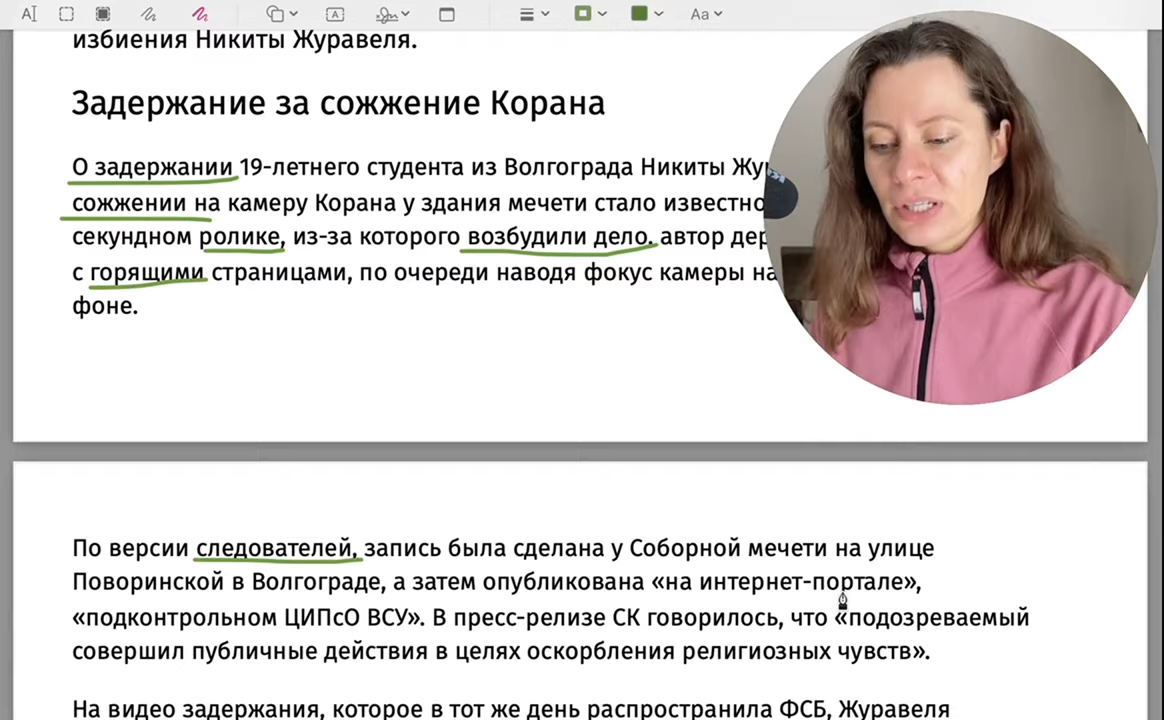 избиения Никиты Журавеля.
Задержание за сожжение Корана
О задержании 19-летнего студента из Волгограда Никиты
сожжении на камеру Корана у здания мечети стало известно
секундном ролике, из-за которого возбудили дело, автор
с горящими страницами, по очереди наводя фокус камеры на
фоне.
По версии следователей, запись была сделана у Соборной мечети на улице
Поворинской в Волгограде, а затем опубликована «на интернет-портале»,
«подконтрольном ЦИПсО ВСУ». В пресс-релизе СК говорилось, что «подозреваемый
совершил публичные действия в целях оскорбления религиозных чувств».
На видео задержания, которое в тот же день распространила ФСБ, Журавеля